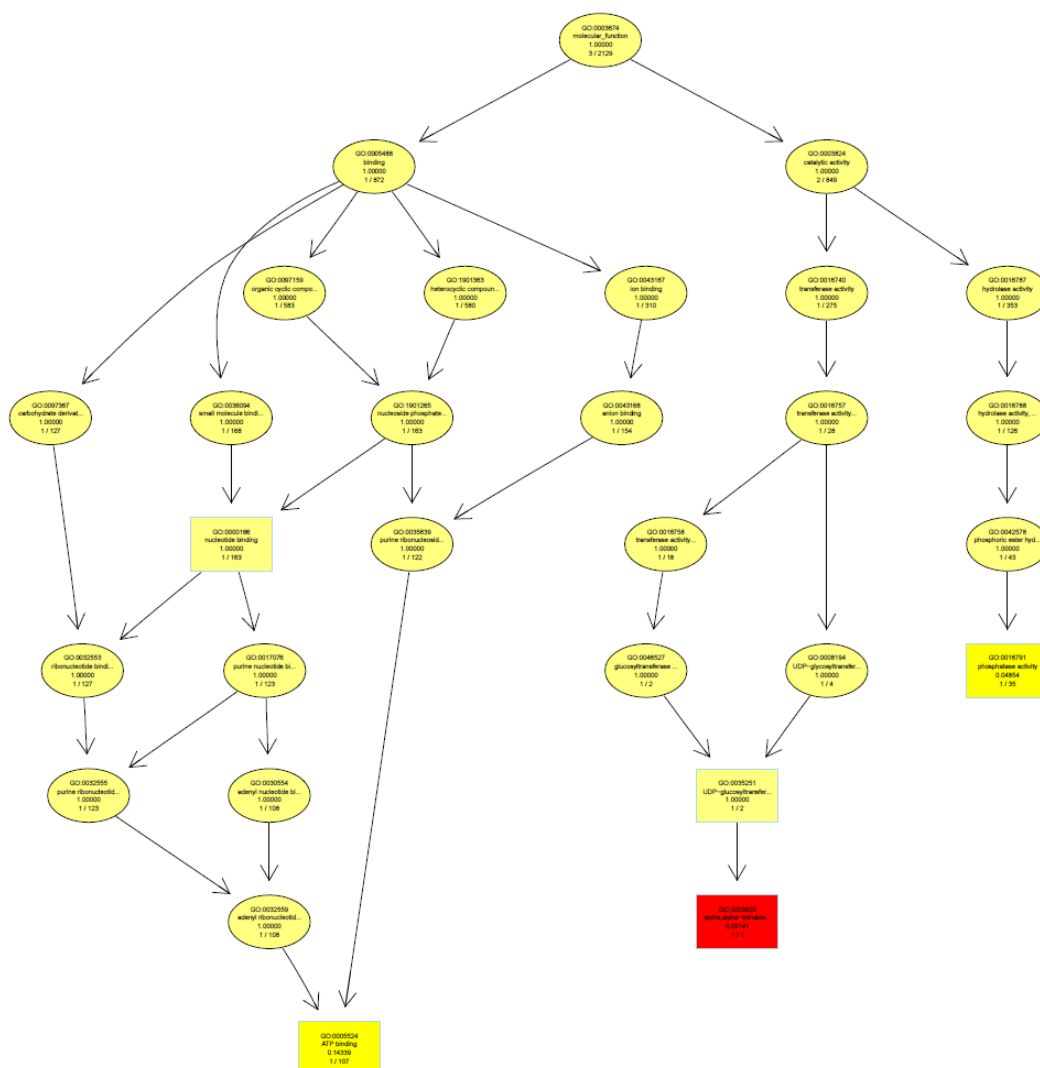 GO:0003674
molecular_function
1.00000
3 / 2129
GO:0005488
binding
1.00000
1 / 872
GO:0003824
catalytic activity
1.00000
2 / 849
GO:0097159
organic cyclic compo...
1.00000
1 / 583
GO:1901363
heterocyclic compoun...
1.00000
1 / 580
GO:0043167
ion binding
1.00000
1 / 310
GO:0016740
transferase activity
1.00000
1 / 275
GO:0016787
hydrolase activity
1.00000
1 / 353
GO:0097367
carbohydrate derivat...
1.00000
1 / 127
GO:0036094
small molecule bindi...
1.00000
1 / 168
GO:1901265
nucleoside phosphate...
1.00000
1 / 163
GO:0043168
anion binding
1.00000
1 / 154
GO:0016757
transferase activity...
1.00000
1 / 28
GO:0016788
hydrolase activity, ...
1.00000
1 / 126
GO:0000166
nucleotide binding
1.00000
1 / 163
GO:0035639
purine ribonucleosid...
1.00000
1 / 122
GO:0016758
transferase activity...
1.00000
1 / 18
GO:0042578
phosphoric ester hyd...
1.00000
1 / 43
GO:0032553
ribonucleotide bindi...
1.00000
1 / 127
GO:0017076
purine nucleotide bi...
1.00000
1 / 123
GO:0046527
glucosyltransferase ...
1.00000
1 / 2
GO:0008194
UDP-glycosyltransfer...
1.00000
1 / 4
GO:0016791
phosphatase activity
0.04854
1 / 35
GO:0032555
purine ribonucleotid...
1.00000
1 / 123
GO:0030554
adenyl nucleotide bi...
1.00000
1 / 108
GO:0035251
UDP-glucosyltransfer...
1.00000
1 / 2
GO:0032559
adenyl ribonucleotid...
1.00000
1 / 108
GO:0003825
alpha,alpha-trehalos...
0.00141
1 / 1
GO:0005524
ATP binding
0.14339
1 / 107